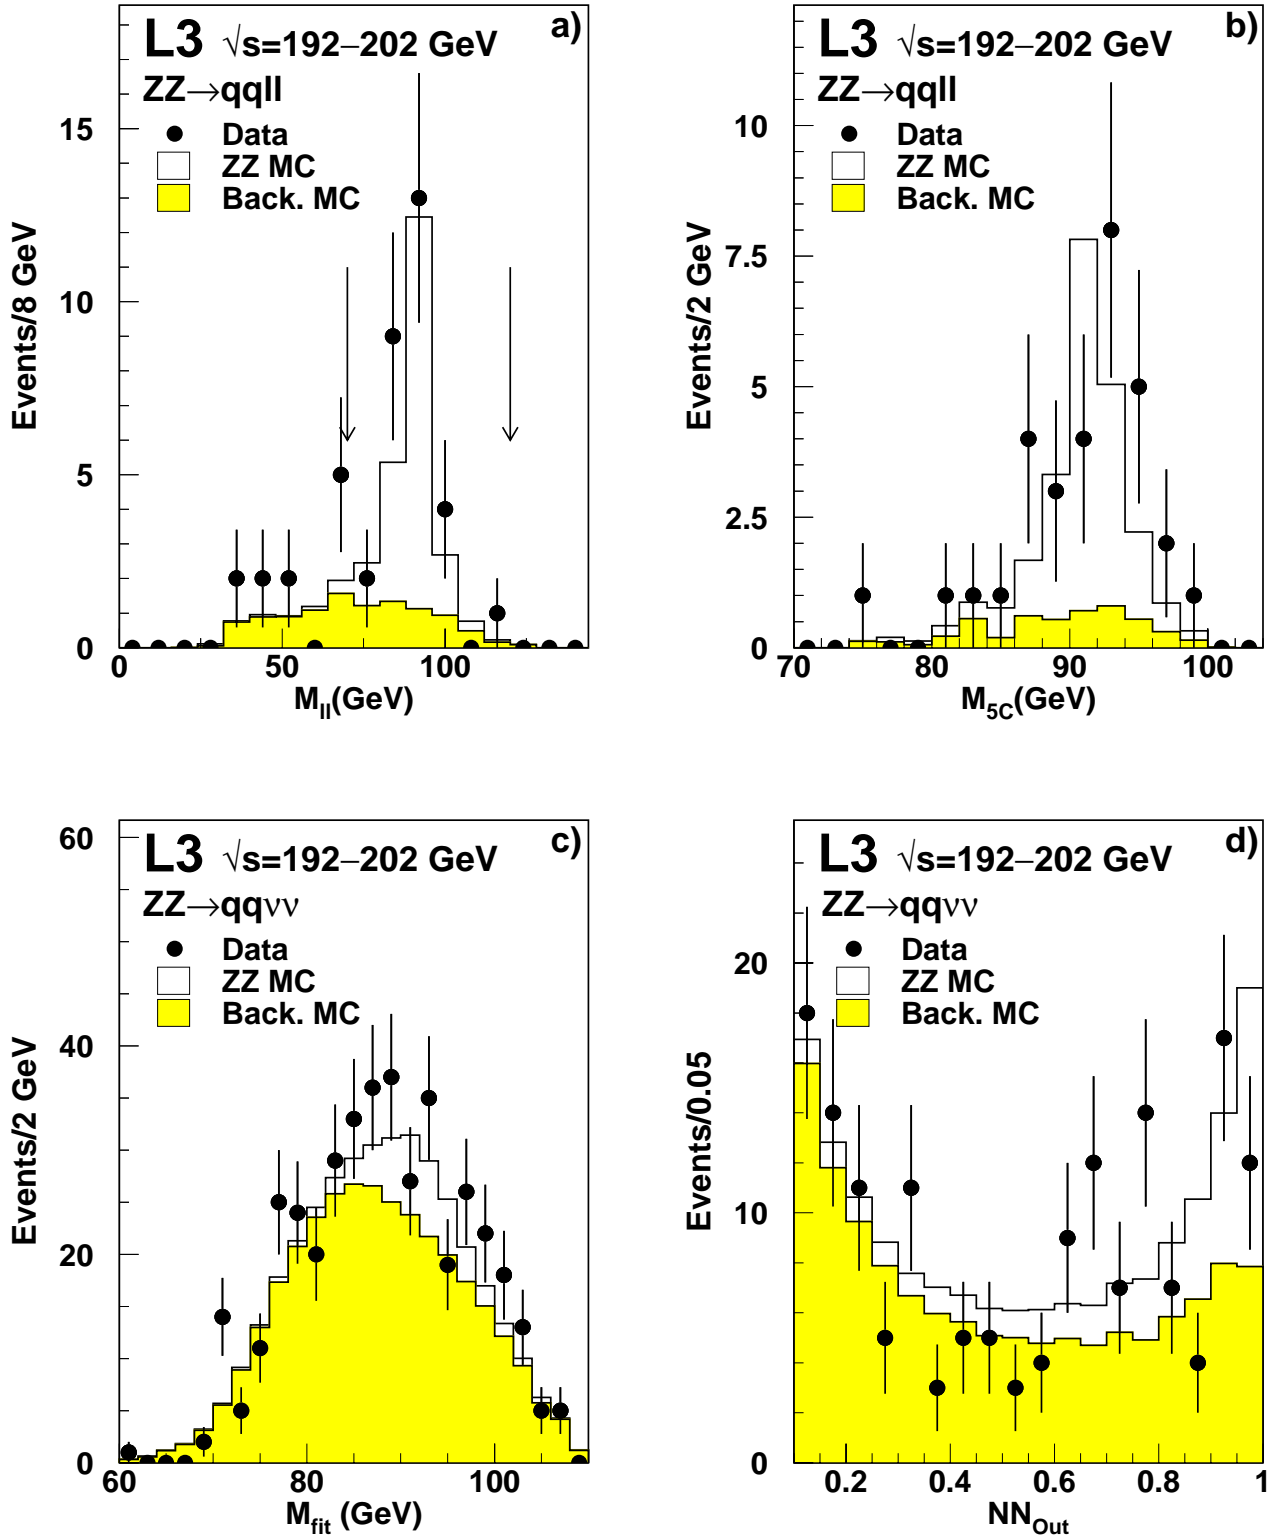 a)
L3 √s=192–202 GeV
ZZ→qqll
Data
ZZ MC
Back. MC
Events/8 GeV
15
10
5
0
0 50 100
M_ll(GeV)
b)
L3 √s=192–202 GeV
ZZ→qqll
Data
ZZ MC
Back. MC
Events/2 GeV
10
7.5
5
2.5
0
70 80 90 100
M_5C(GeV)
c)
L3 √s=192–202 GeV
ZZ→qqνν
Data
ZZ MC
Back. MC
Events/2 GeV
60
40
20
0
60 80 100
M_fit (GeV)
d)
L3 √s=192–202 GeV
ZZ→qqνν
Data
ZZ MC
Back. MC
Events/0.05
20
10
0
0.2 0.4 0.6 0.8 1
NN_Out